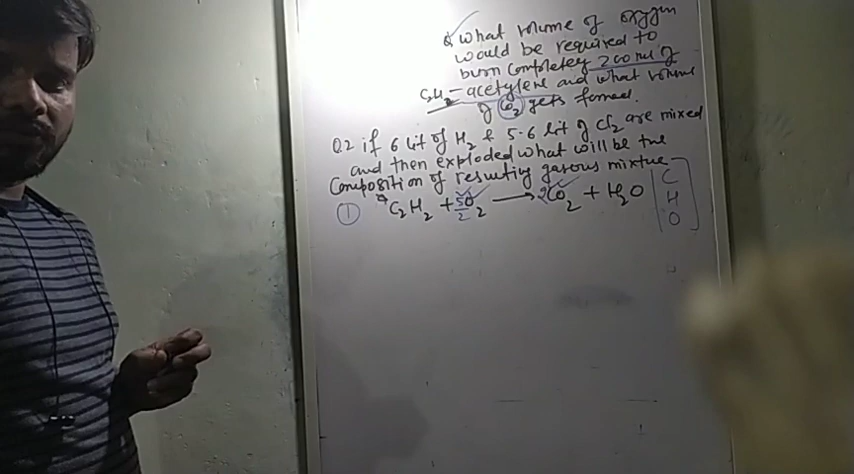 Q What volume of oxygen
would be required to
burn completely 200 ml of
C₂H₂ - acetylene and what volume
of CO₂ gets formed.
Q.2 if 6 lit of H₂ & 5.6 lit of Cl₂ are mixed
and then exploded what will be the
Composition of resulting gaseous mixture
① C₂H₂ + 5/2 O₂ → 2CO₂ + H₂O
C
H
O